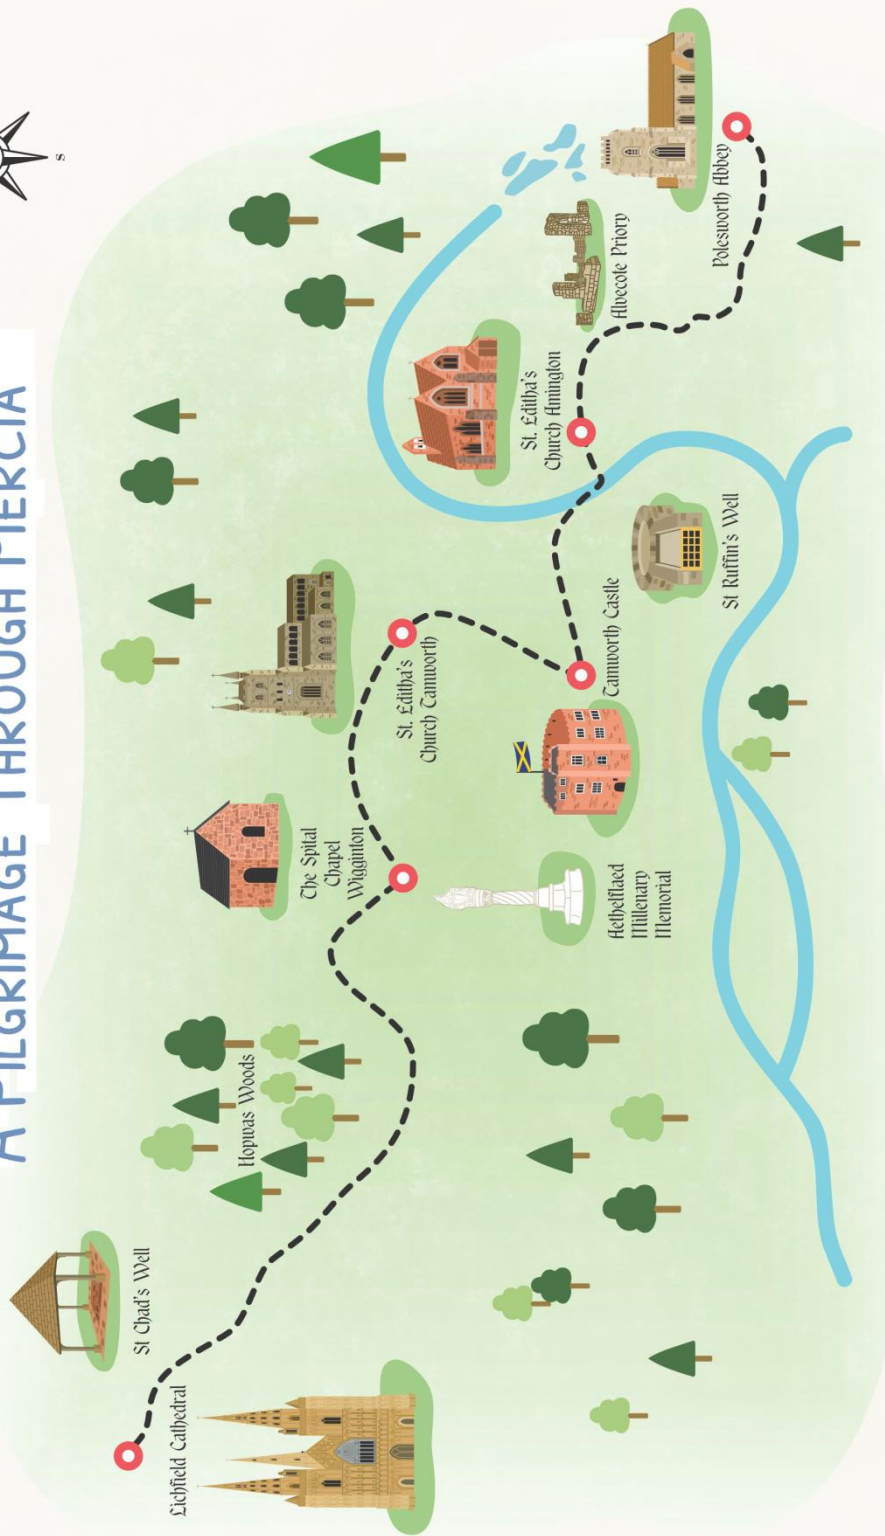 A PILGRIMAGE THROUGH MERCIA
S
St Chad's Well
Lichfield Cathedral
Hopwas Woods
The Spital
Chapel
Wigginton
St. Editha's
Church Tamworth
Aethelflaed
Millenary
Memorial
Tamworth Castle
St. Editha's
Church Amington
Alvecote Priory
St Ruffin's Well
Polesworth Abbey